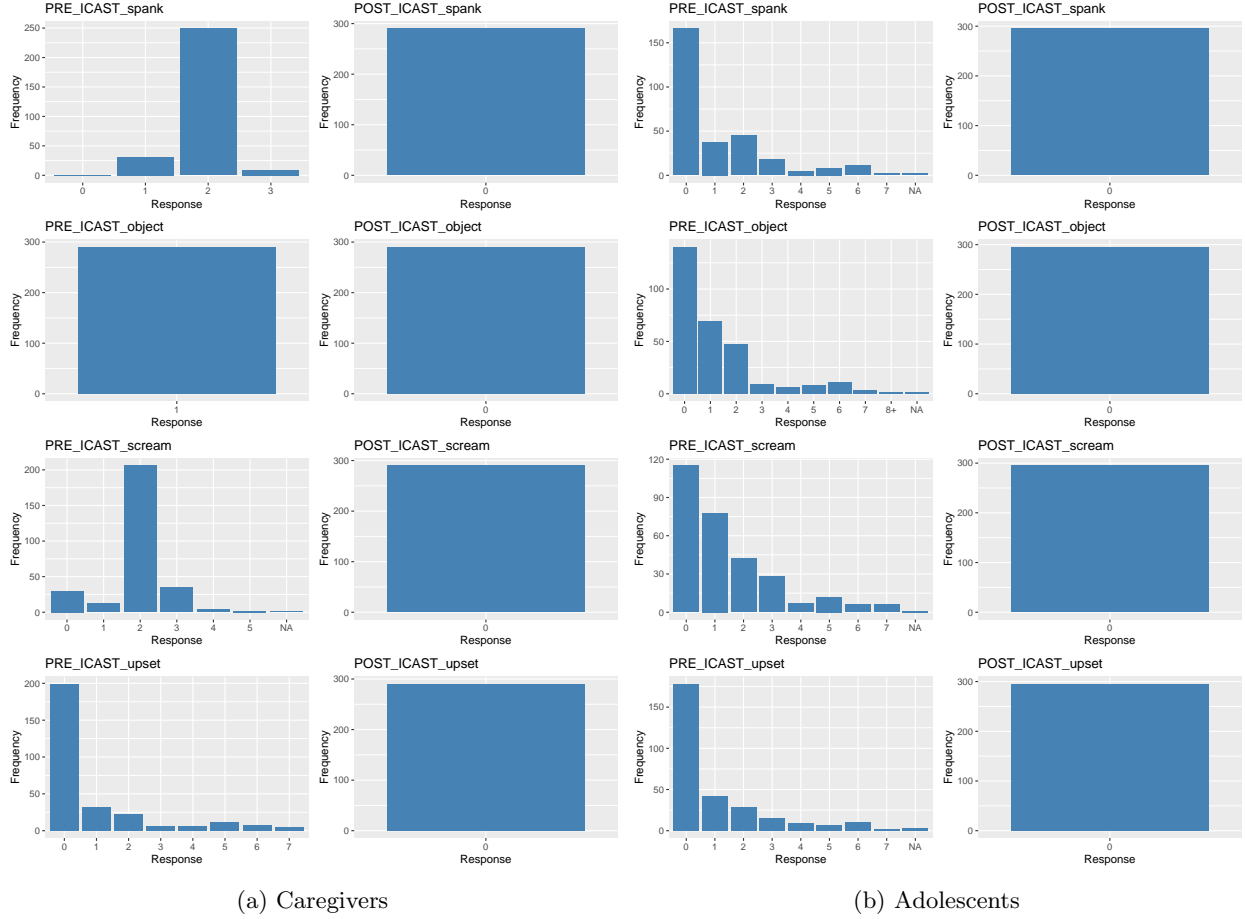 PRE_ICAST_spank
Frequency
250
200
150
100
50
0
0 1 2 3
Response
POST_ICAST_spank
Frequency
300
200
100
0
0
Response
PRE_ICAST_spank
Frequency
150
100
50
0
0 1 2 3 4 5 6 7 NA
Response
POST_ICAST_spank
Frequency
300
200
100
0
0
Response
PRE_ICAST_object
Frequency
300
200
100
0
1
Response
POST_ICAST_object
Frequency
300
200
100
0
0
Response
PRE_ICAST_object
Frequency
100
50
0
0 1 2 3 4 5 6 7 8+ NA
Response
POST_ICAST_object
Frequency
300
200
100
0
0
Response
PRE_ICAST_scream
Frequency
200
150
100
50
0
0 1 2 3 4 5 NA
Response
POST_ICAST_scream
Frequency
300
200
100
0
0
Response
PRE_ICAST_scream
Frequency
120
90
60
30
0
0 1 2 3 4 5 6 7 NA
Response
POST_ICAST_scream
Frequency
300
200
100
0
0
Response
PRE_ICAST_upset
Frequency
200
150
100
50
0
0 1 2 3 4 5 6 7
Response
POST_ICAST_upset
Frequency
300
200
100
0
0
Response
PRE_ICAST_upset
Frequency
150
100
50
0
0 1 2 3 4 5 6 7 NA
Response
POST_ICAST_upset
Frequency
300
200
100
0
0
Response
(a) Caregivers
(b) Adolescents